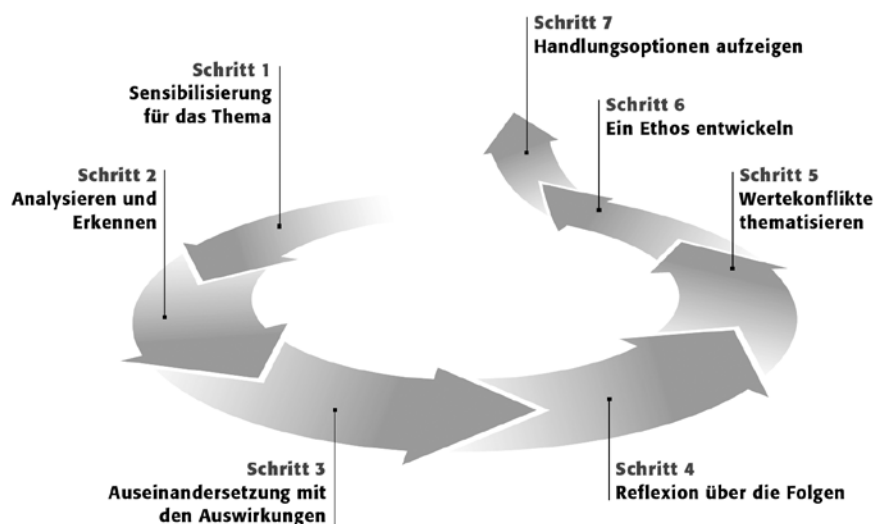 Schritt 1
Sensibilisierung
für das Thema
Schritt 2
Analysieren und
Erkennen
Schritt 3
Auseinandersetzung mit
den Auswirkungen
Schritt 4
Reflexion über die Folgen
Schritt 5
Wertekonflikte
thematisieren
Schritt 6
Ein Ethos entwickeln
Schritt 7
Handlungsoptionen aufzeigen